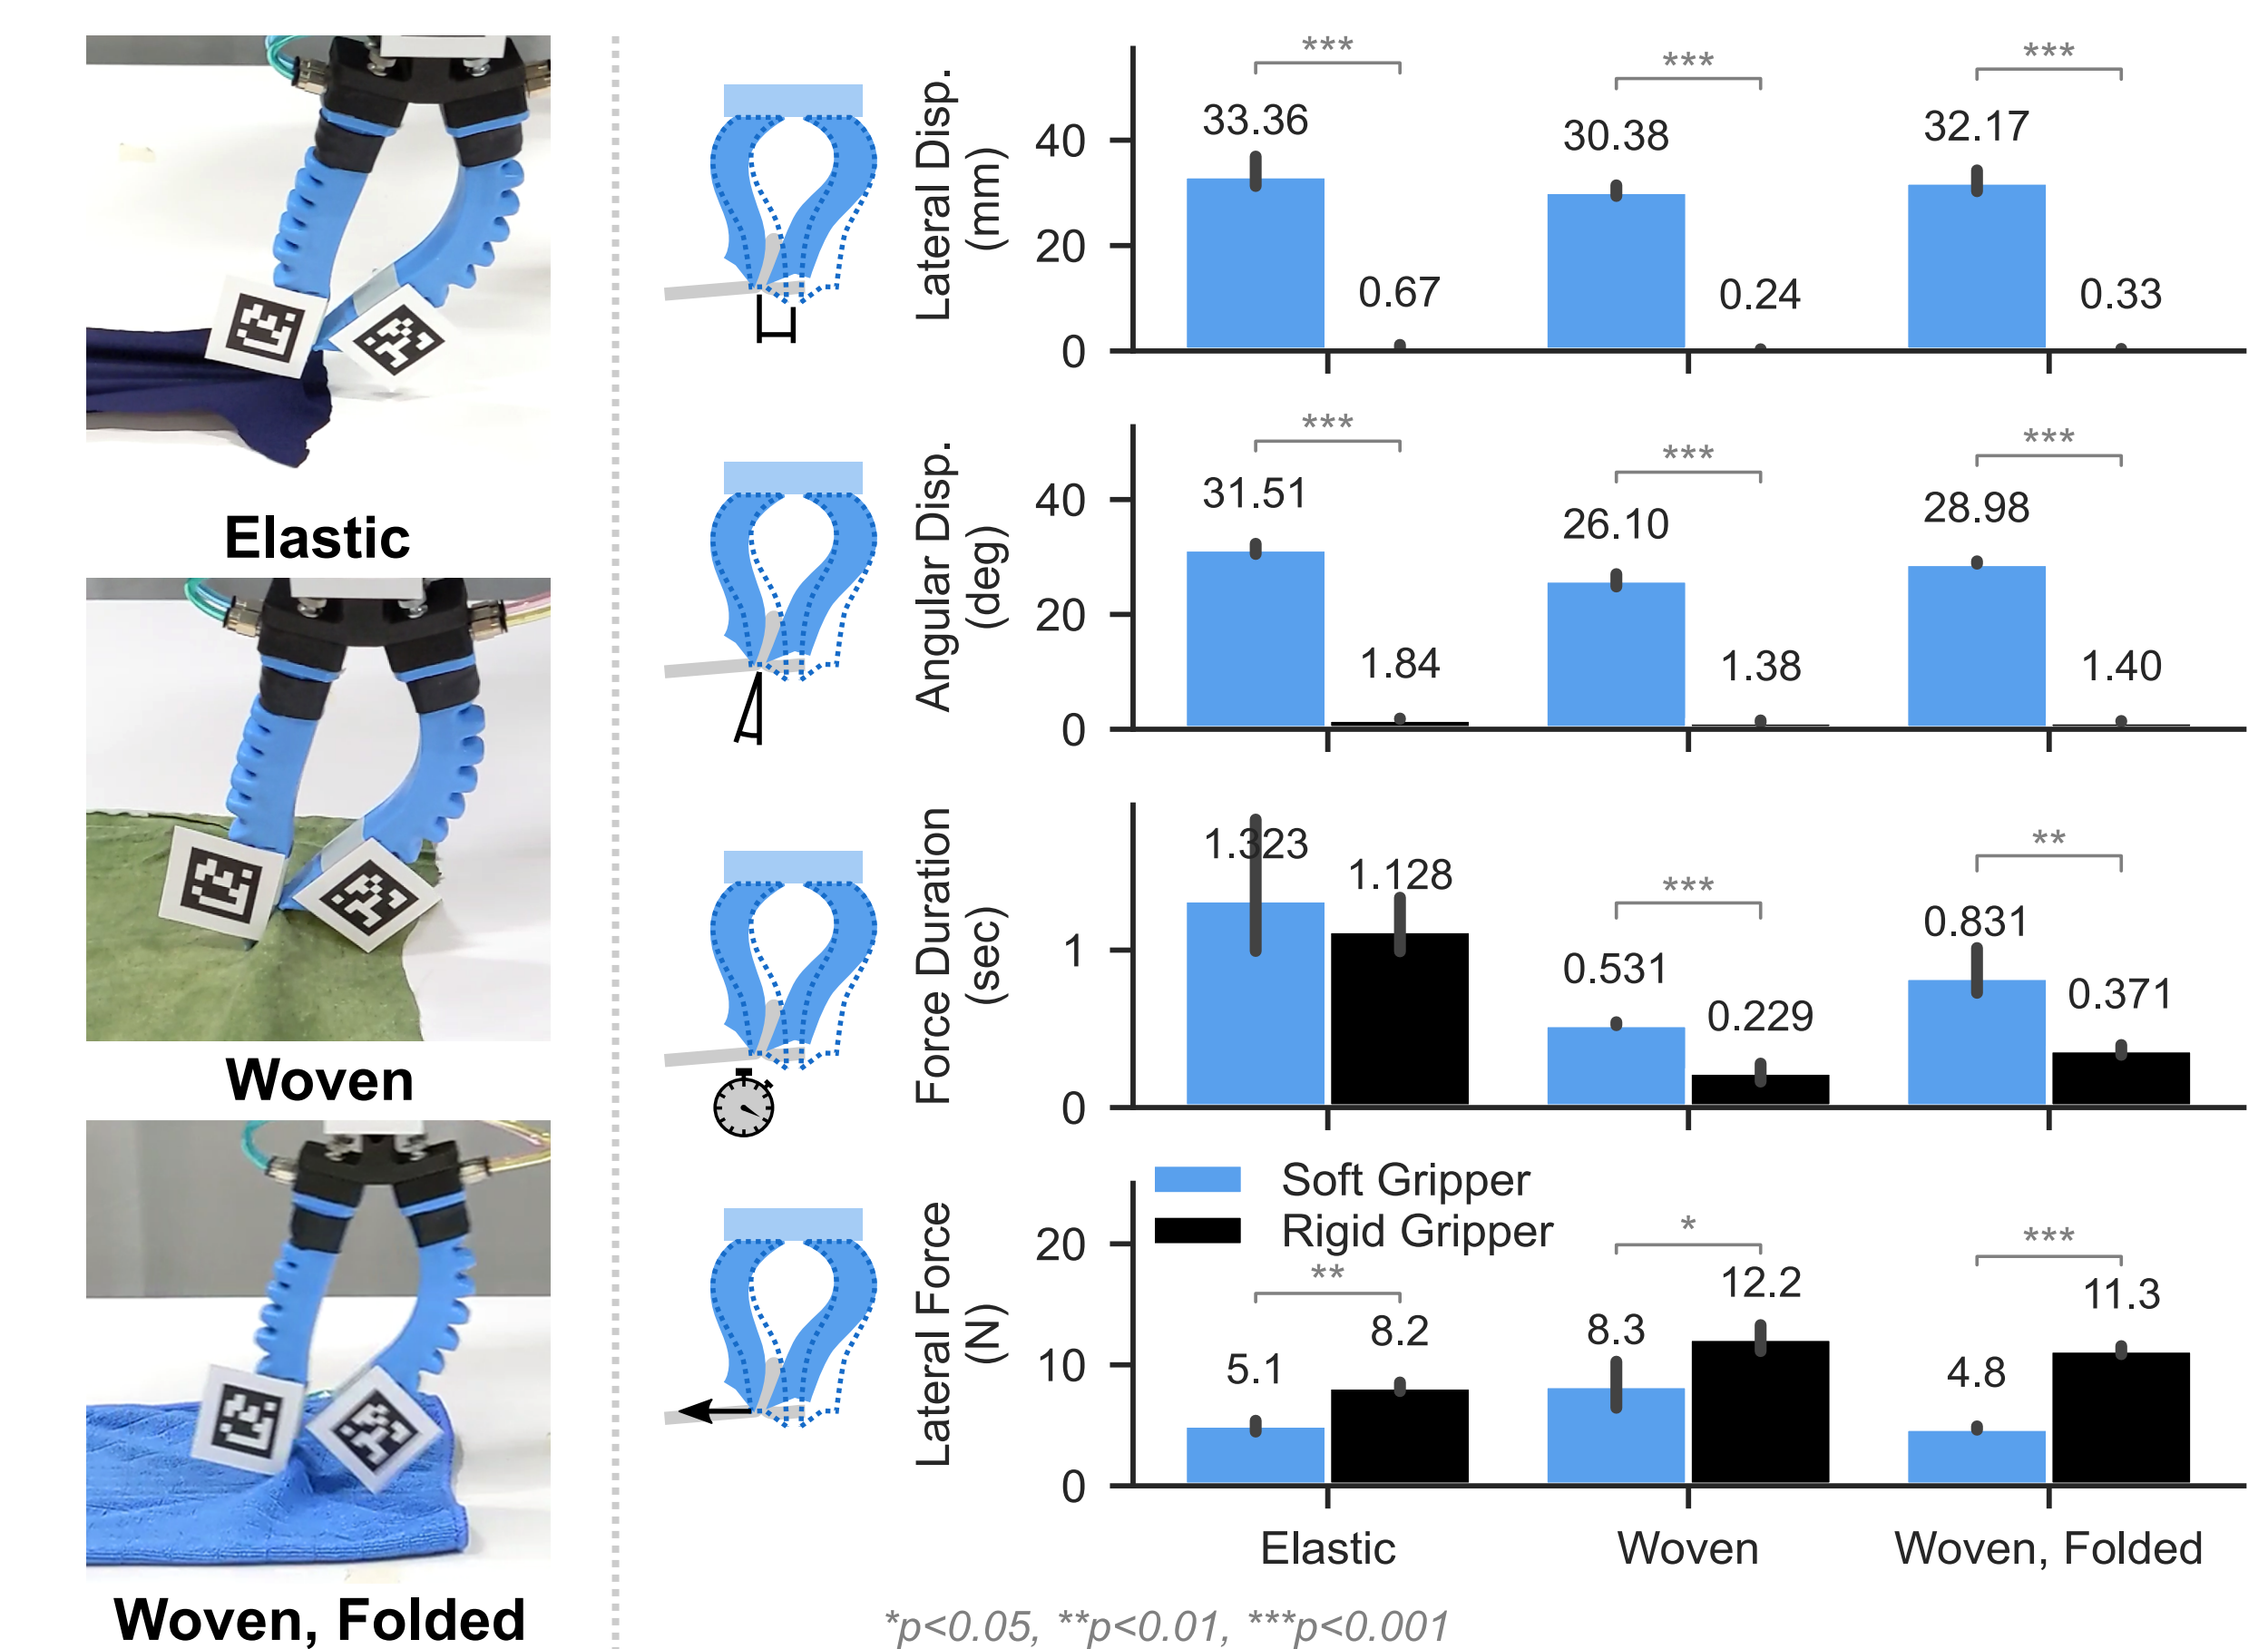 Elastic
Woven
Woven, Folded
Lateral Disp.
(mm)
40
20
0
***
33.36
0.67
***
30.38
0.24
***
32.17
0.33
Angular Disp.
(deg)
40
20
0
***
31.51
1.84
***
26.10
1.38
***
28.98
1.40
Force Duration
(sec)
1
0
1.323
1.128
***
0.531
0.229
**
0.831
0.371
Lateral Force
(N)
20
10
0
Soft Gripper
Rigid Gripper
**
5.1
8.2
*
8.3
12.2
***
4.8
11.3
Elastic
Woven
Woven, Folded
*p<0.05, **p<0.01, ***p<0.001